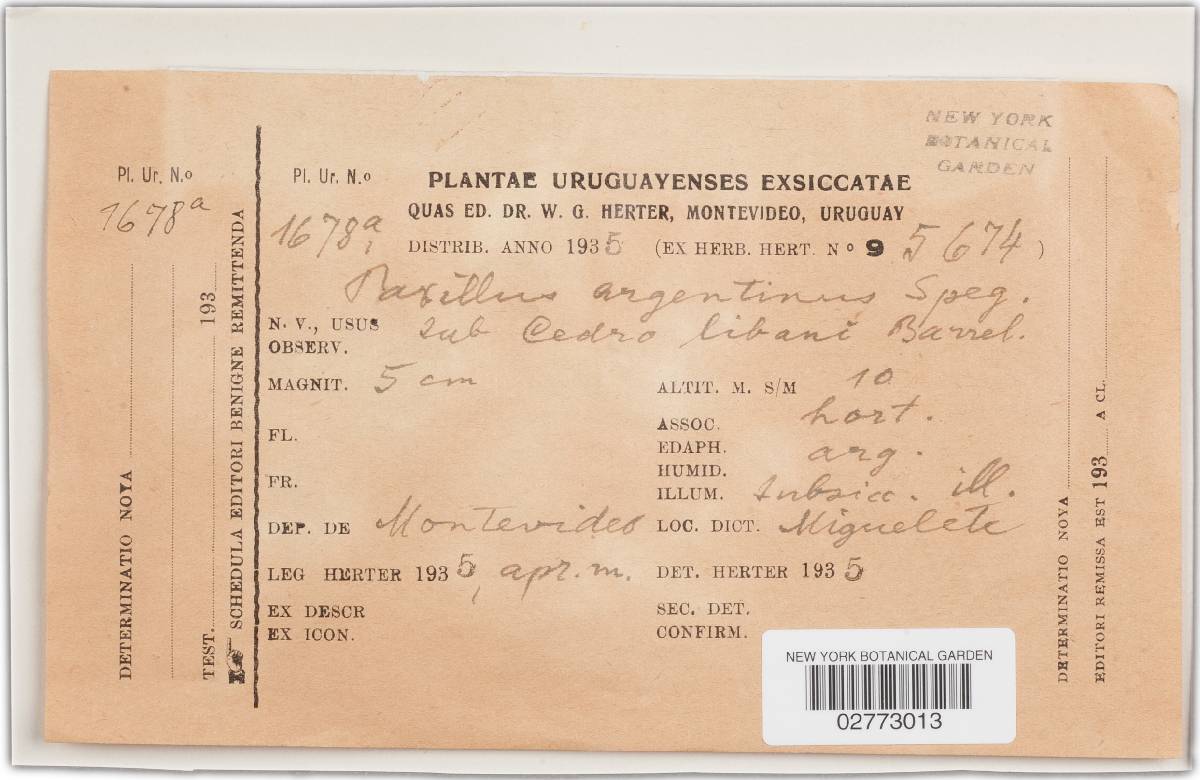 NEW YORK
BOTANICAL
GARDEN
Pl. Ur. N.o
1678a
DETERMINATIO NOVA
TEST. 193
SCHEDULA EDITORI BENIGNE REMITTENDA
Pl. Ur. N.o
1678a
PLANTAE URUGUAYENSES EXSICCATAE
QUAS ED. DR. W. G. HERTER, MONTEVIDEO, URUGUAY
DISTRIB. ANNO 1935 (EX HERB. HERT. No 95674)
Paxillus argentinus Speg.
N. V., USUS sub Cedro libani Barrel.
OBSERV.
MAGNIT. 5 cm
ALTIT. M. S/M 10
ASSOC. hort.
FL.
EDAPH. arg.
HUMID.
FR.
ILLUM. subsicc. ill.
DEP. DE Montevideo LOC. DICT. Miguelete
LEG HERTER 1935, apr. m. DET. HERTER 1935
EX DESCR SEC. DET.
EX ICON. CONFIRM.
DETERMINATIO NOVA
EDITORI REMISSA EST 193 A CL.
NEW YORK BOTANICAL GARDEN
02773013